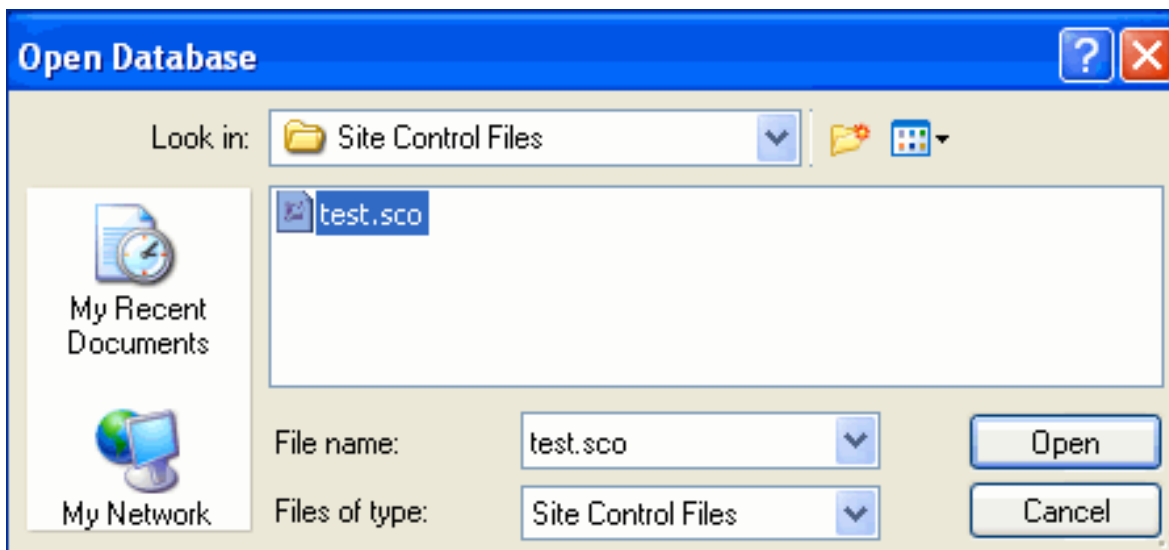 Open Database
?
Look in:
Site Control Files
test.sco
My Recent
Documents
My Network
File name:
test.sco
Open
Files of type:
Site Control Files
Cancel